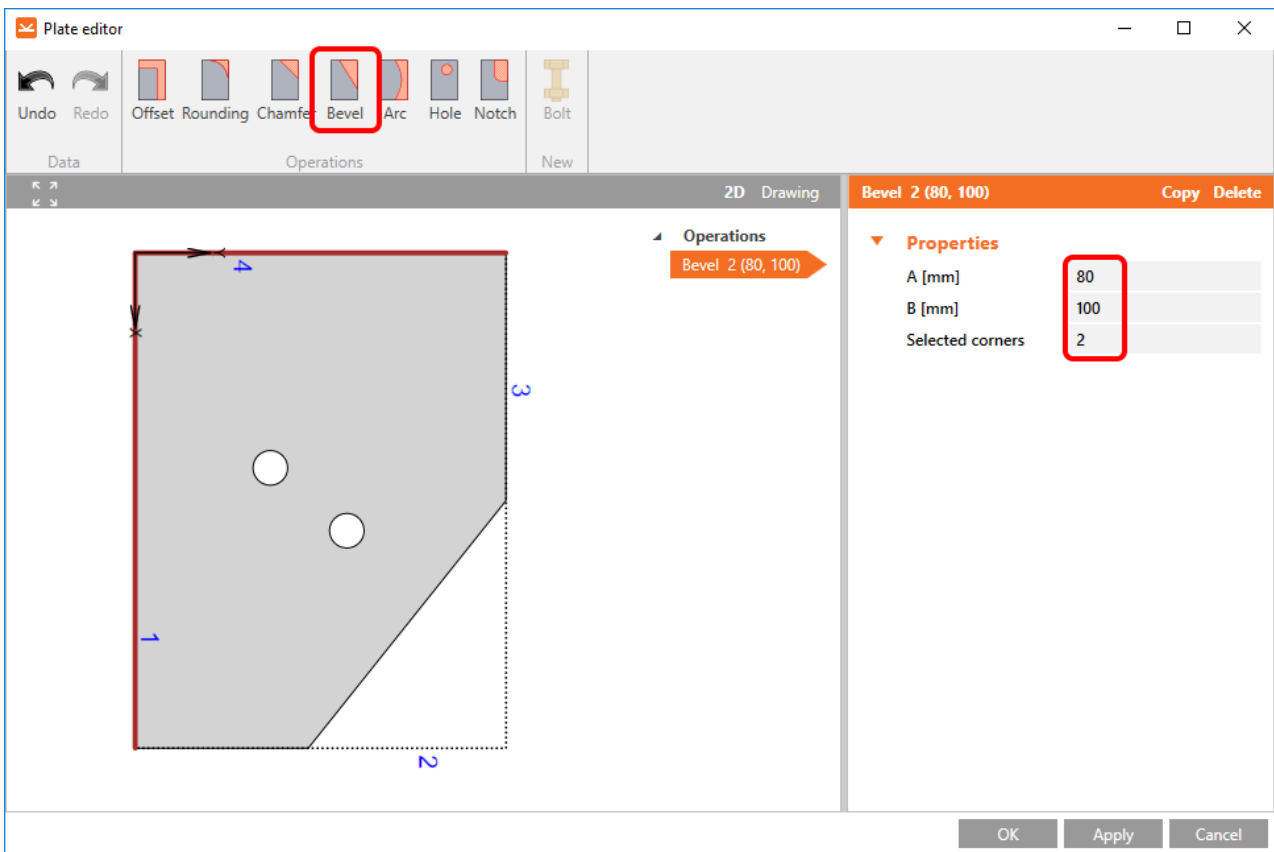 Plate editor
Undo Redo Offset Rounding Chamfer Bevel Arc Hole Notch Bolt
Data Operations New
2D Drawing
Bevel 2 (80, 100) Copy Delete
Operations
Bevel 2 (80, 100)
Properties
A [mm] 80
B [mm] 100
Selected corners 2
Y
4
X
3
1
2
OK Apply Cancel